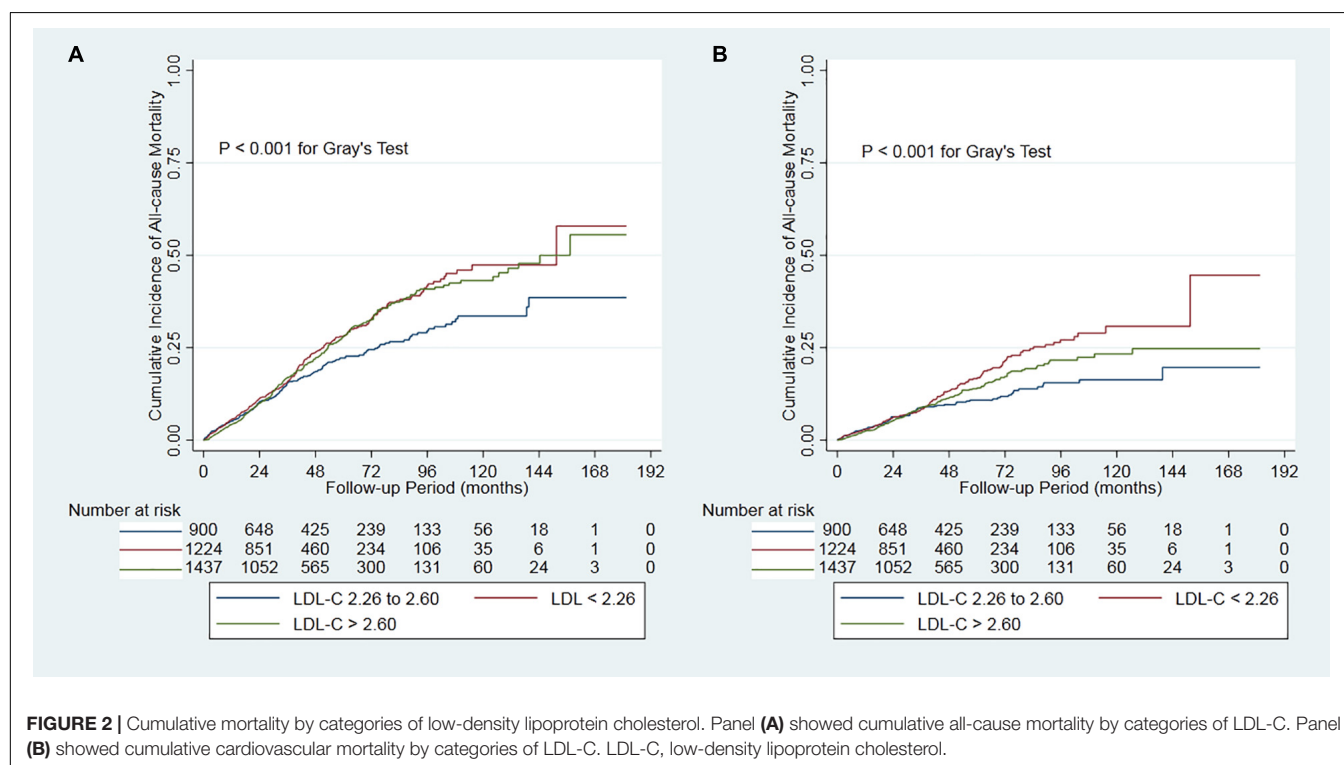 A
Cumulative Incidence of All-cause Mortality
1.00
0.75
0.50
0.25
0.00
P < 0.001 for Gray's Test
0 24 48 72 96 120 144 168 192
Follow-up Period (months)
Number at risk
900 648 425 239 133 56 18 1 0
1224 851 460 234 106 35 6 1 0
1437 1052 565 300 131 60 24 3 0
LDL-C 2.26 to 2.60 LDL < 2.26
LDL-C > 2.60
B
Cumulative Incidence of All-cause Mortality
1.00
0.75
0.50
0.25
0.00
P < 0.001 for Gray's Test
0 24 48 72 96 120 144 168 192
Follow-up Period (months)
Number at risk
900 648 425 239 133 56 18 1 0
1224 851 460 234 106 35 6 1 0
1437 1052 565 300 131 60 24 3 0
LDL-C 2.26 to 2.60 LDL-C < 2.26
LDL-C > 2.60
FIGURE 2 | Cumulative mortality by categories of low-density lipoprotein cholesterol. Panel (A) showed cumulative all-cause mortality by categories of LDL-C. Panel
(B) showed cumulative cardiovascular mortality by categories of LDL-C. LDL-C, low-density lipoprotein cholesterol.